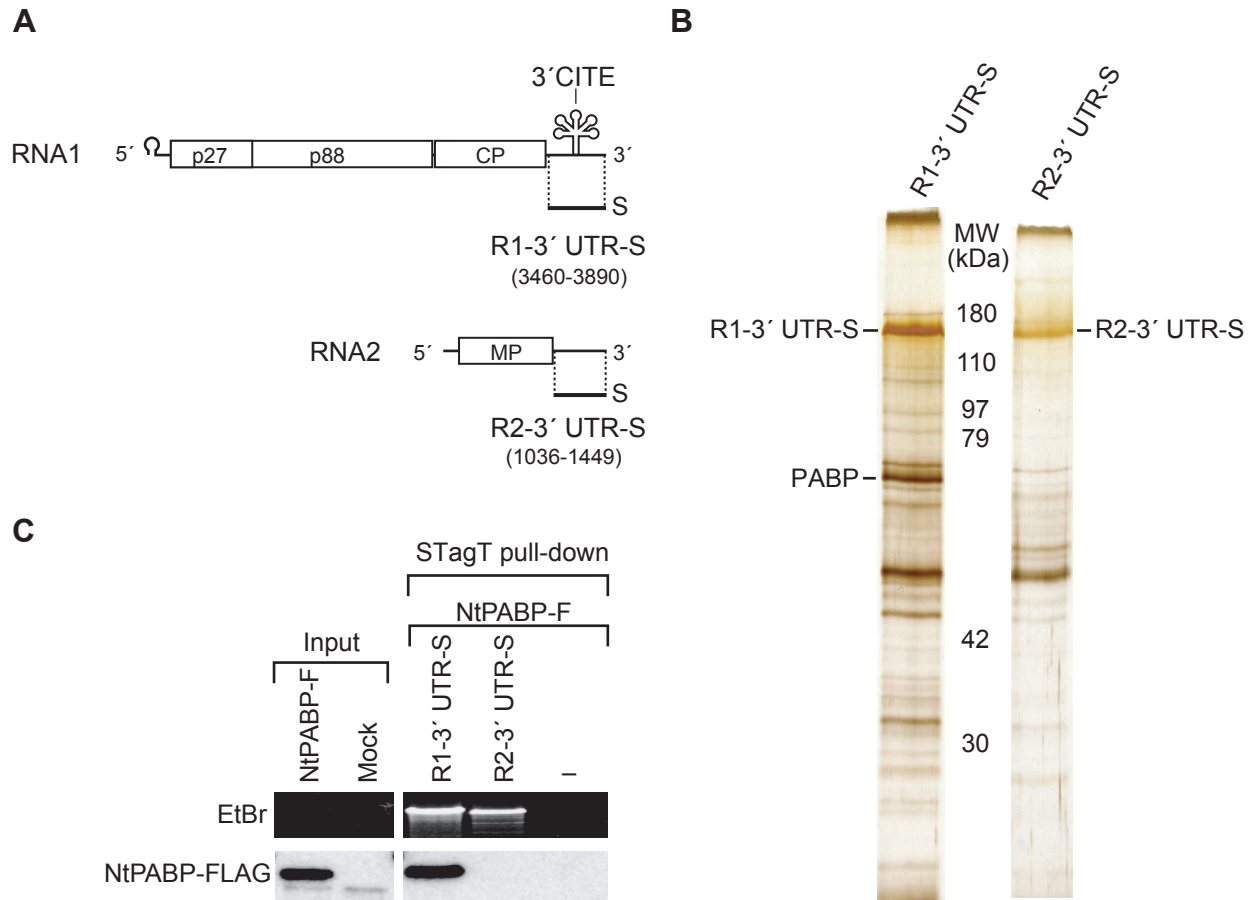 A
3´CITE
RNA1
5´
p27
p88
CP
3´
S
R1-3´ UTR-S
(3460-3890)
RNA2
5´
MP
3´
S
R2-3´ UTR-S
(1036-1449)
B
R1-3´ UTR-S
R2-3´ UTR-S
MW
(kDa)
180
R1-3´ UTR-S
R2-3´ UTR-S
110
97
79
PABP
42
30
C
STagT pull-down
NtPABP-F
Input
NtPABP-F
Mock
R1-3´ UTR-S
R2-3´ UTR-S
–
EtBr
NtPABP-FLAG